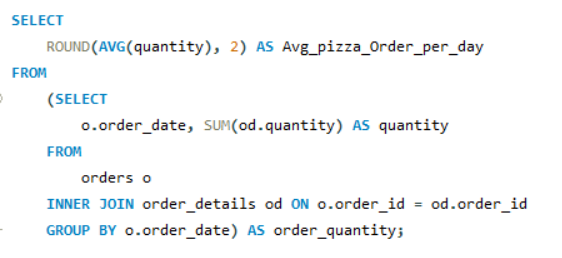 SELECT
ROUND(AVG(quantity), 2) AS Avg_pizza_Order_per_day
FROM
(SELECT
o.order_date, SUM(od.quantity) AS quantity
FROM
orders o
INNER JOIN order_details od ON o.order_id = od.order_id
GROUP BY o.order_date) AS order_quantity;